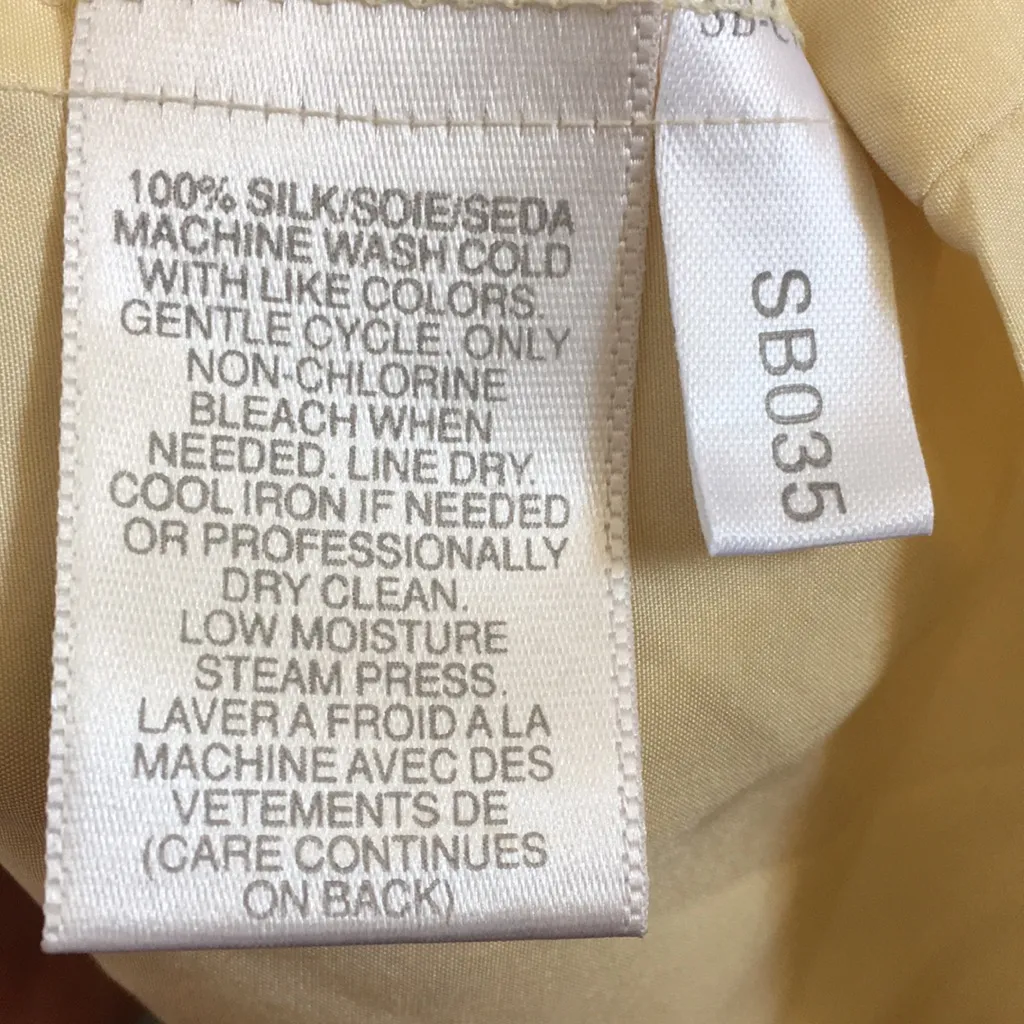 100% SILK/SOIE/SEDA
MACHINE WASH COLD
WITH LIKE COLORS.
GENTLE CYCLE. ONLY
NON-CHLORINE
BLEACH WHEN
NEEDED. LINE DRY.
COOL IRON IF NEEDED
OR PROFESSIONALLY
DRY CLEAN.
LOW MOISTURE
STEAM PRESS.
LAVER A FROID A LA
MACHINE AVEC DES
VETEMENTS DE
(CARE CONTINUES
ON BACK)
SB035